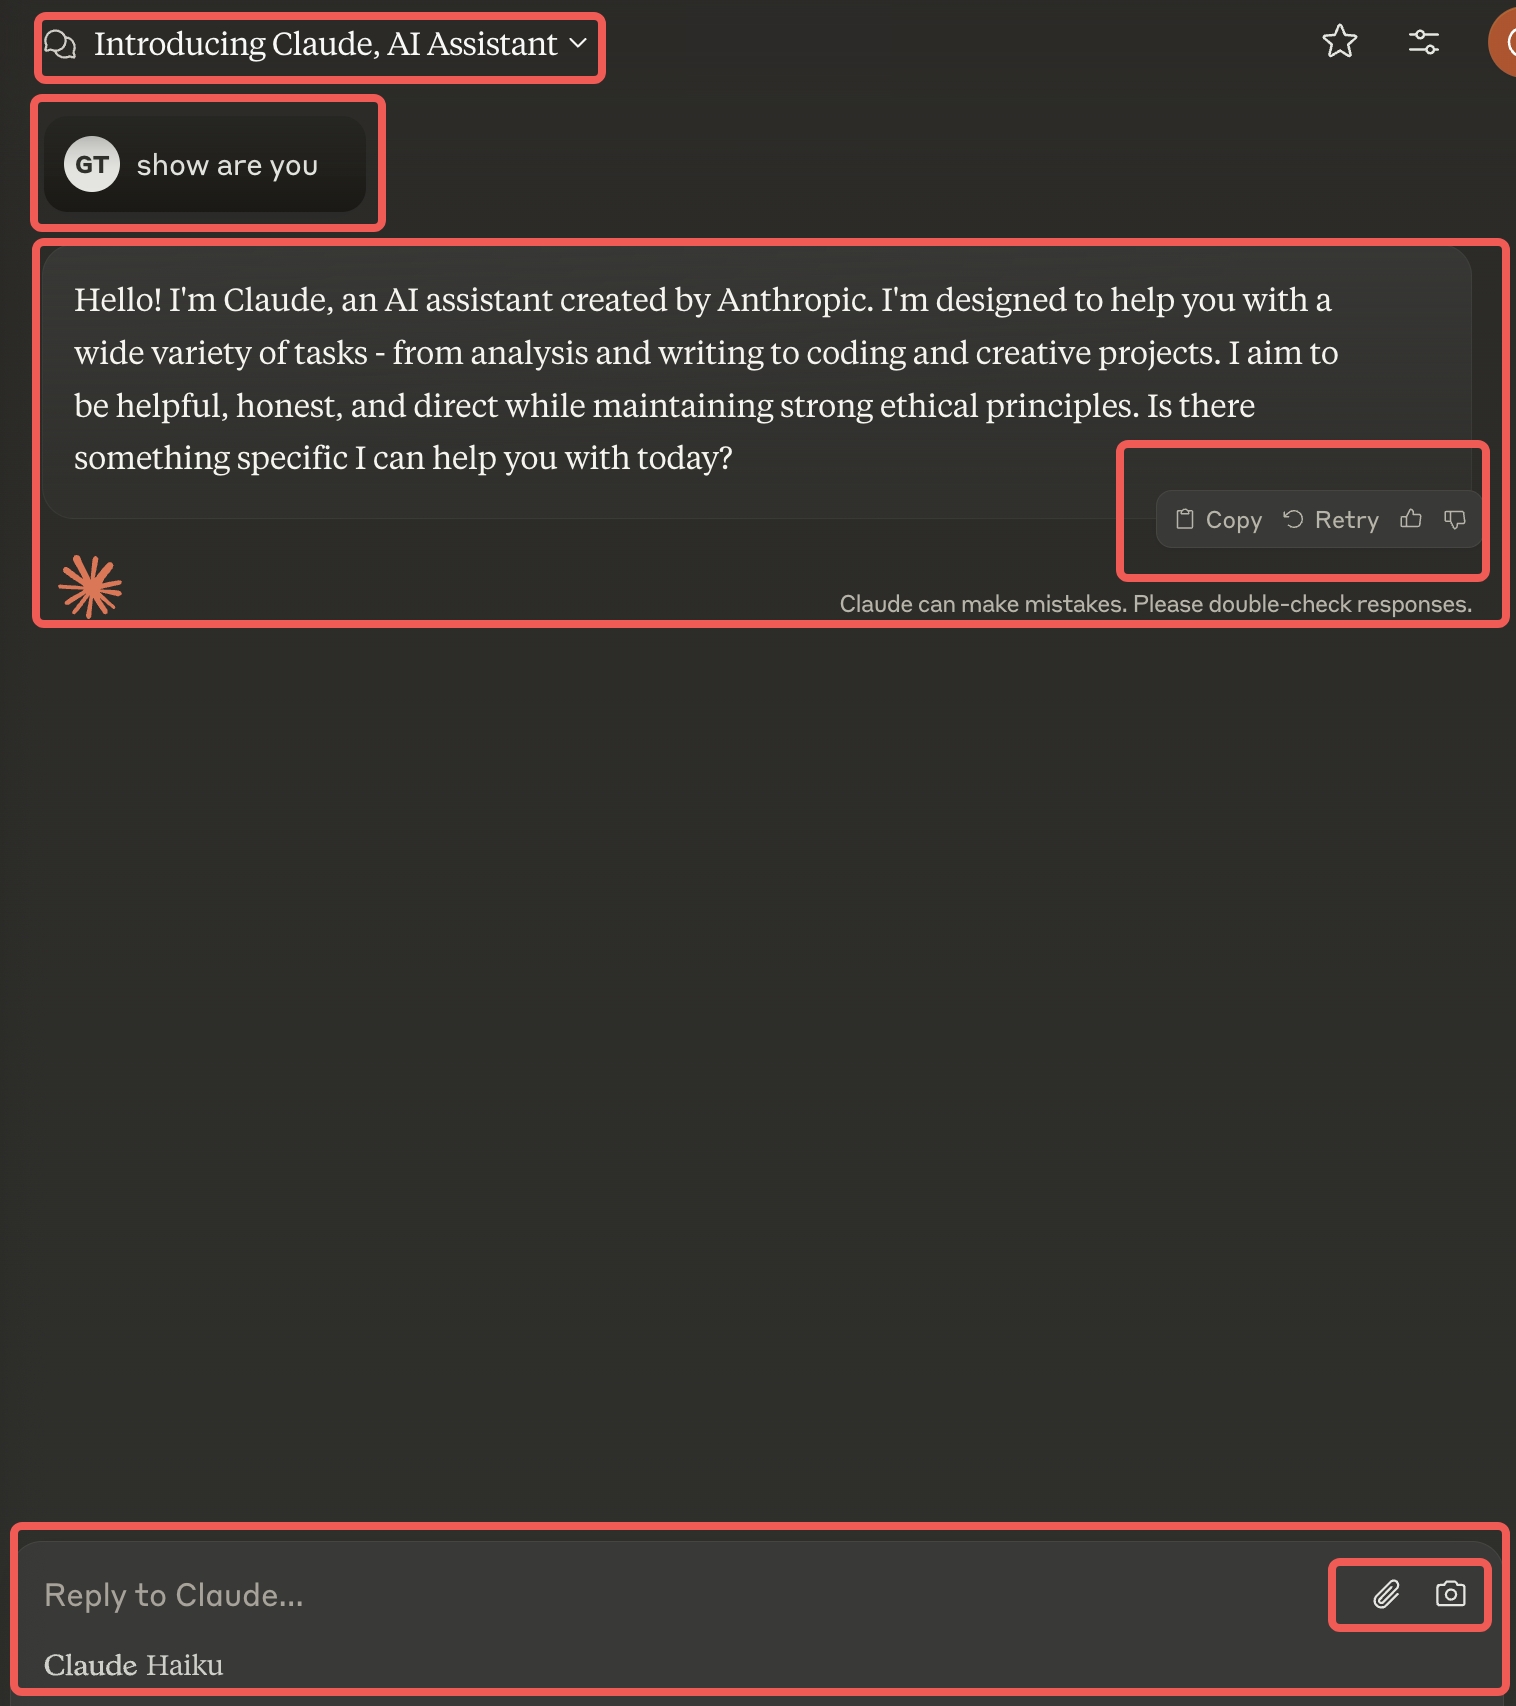 Introducing Claude, AI Assistant
GT show are you
Hello! I'm Claude, an AI assistant created by Anthropic. I'm designed to help you with a
wide variety of tasks - from analysis and writing to coding and creative projects. I aim to
be helpful, honest, and direct while maintaining strong ethical principles. Is there
something specific I can help you with today?
Copy Retry
Claude can make mistakes. Please double-check responses.
Reply to Claude...
Claude Haiku